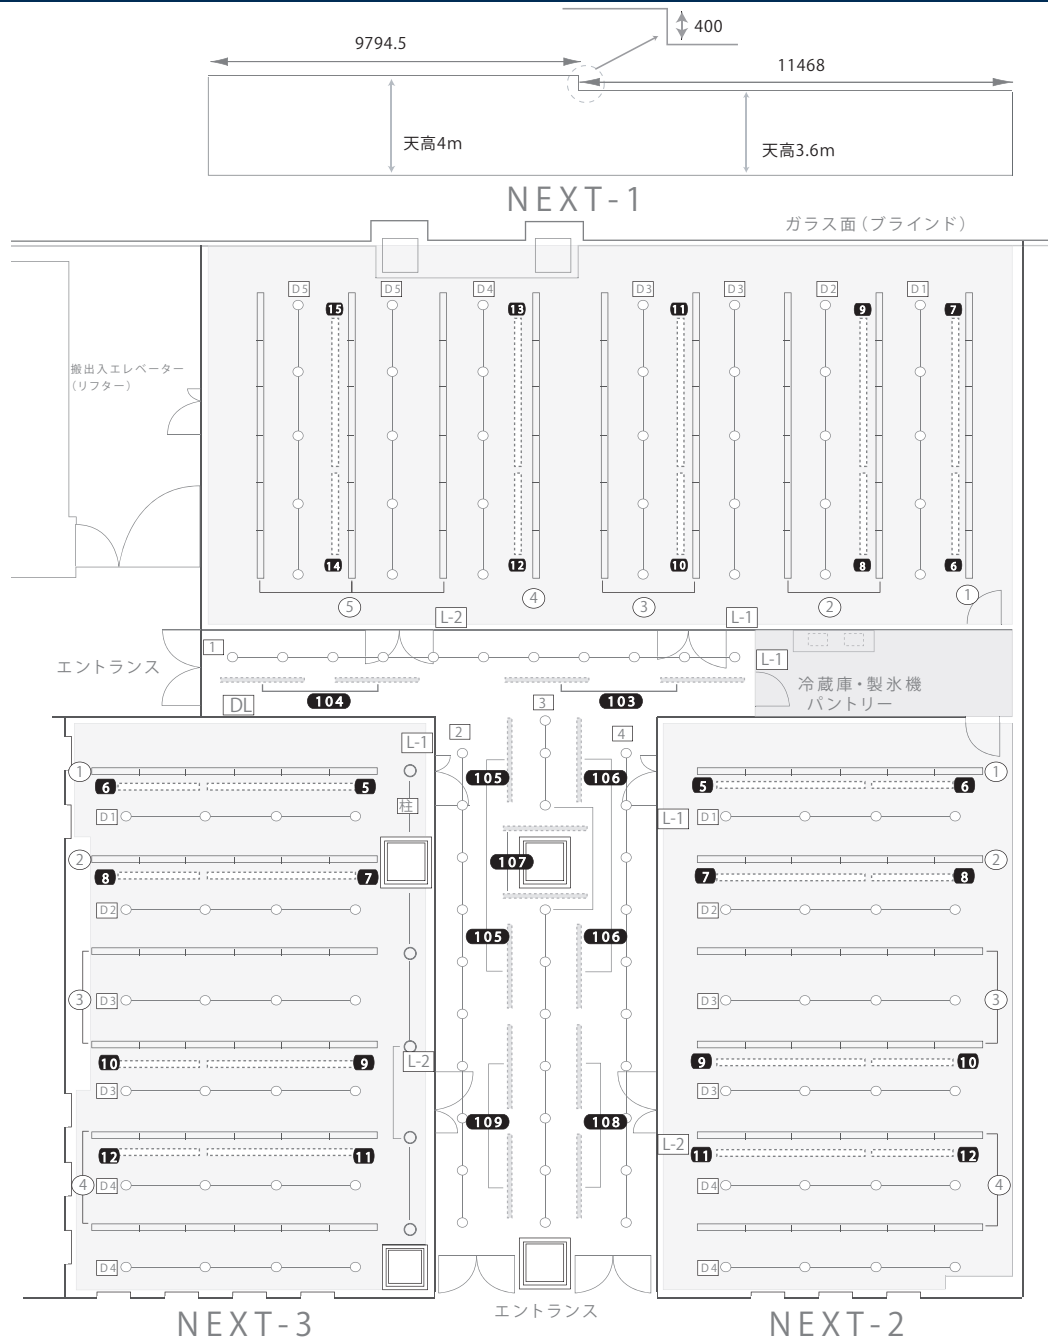 400
9794.5
11468
天高4m
天高3.6m
NEXT-1
ガラス面（ブラインド）
D5
D5
D4
D3
D3
D2
D1
15
13
11
9
7
搬出入エレベーター
（リフター）
14
12
10
8
6
5
4
3
2
1
L-2
L-1
エントランス
1
L-1
冷蔵庫・製氷機
パントリー
DL
104
103
3
2
4
L-1
1
6
5
105
106
5
6
1
D1
柱
L-1
D1
2
107
2
8
7
7
8
D2
D2
105
106
3
D3
D3
3
10
9
L-2
9
10
D3
D3
109
108
L-2
12
11
11
12
4
D4
D4
4
D4
D4
エントランス
NEXT-3
NEXT-2